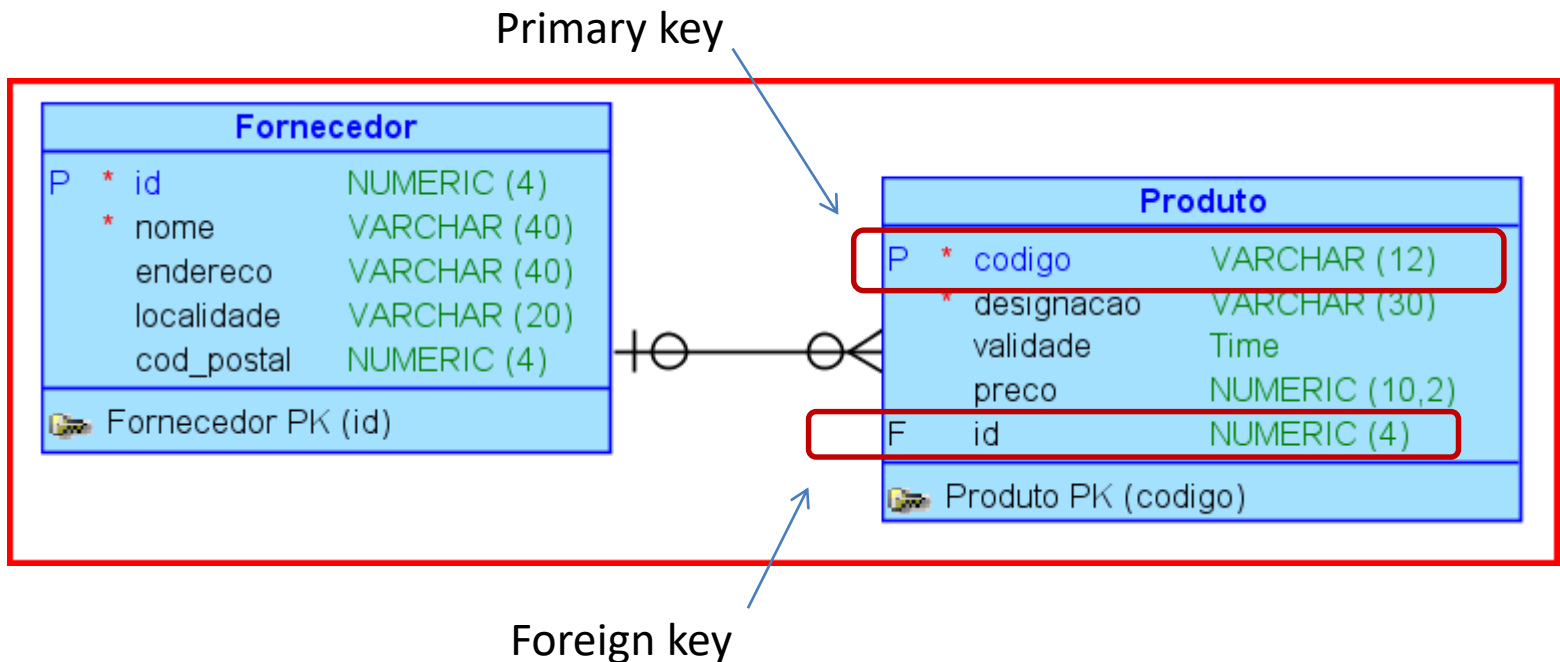 Primary key
Fornecedor
P * id NUMERIC (4)
* nome VARCHAR (40)
endereco VARCHAR (40)
localidade VARCHAR (20)
cod_postal NUMERIC (4)
Fornecedor PK (id)
Produto
P * codigo VARCHAR (12)
* designacao VARCHAR (30)
validade Time
preco NUMERIC (10,2)
F id NUMERIC (4)
Produto PK (codigo)
Foreign key